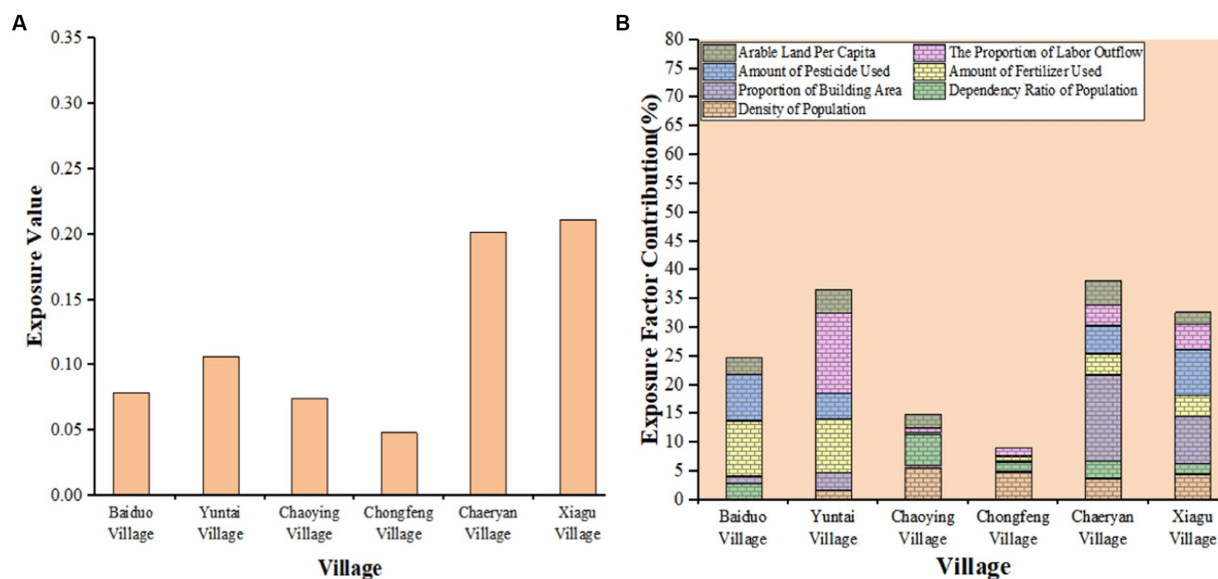 A
Exposure Value
0.35
0.30
0.25
0.20
0.15
0.10
0.05
0.00
Baiduo Village
Yuntai Village
Chaoying Village
Chongfeng Village
Chaeryan Village
Xiagu Village
Village
B
Exposure Factor Contribution(%)
80
75
70
65
60
55
50
45
40
35
30
25
20
15
10
5
0
Arable Land Per Capita
The Proportion of Labor Outflow
Amount of Pesticide Used
Amount of Fertilizer Used
Proportion of Building Area
Dependency Ratio of Population
Density of Population
Baiduo Village
Yuntai Village
Chaoying Village
Chongfeng Village
Chaeryan Village
Xiagu Village
Village